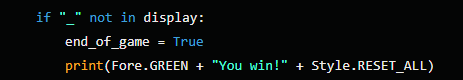 if "_" not in display:
    end_of_game = True
    print(Fore.GREEN + "You win!" + Style.RESET_ALL)